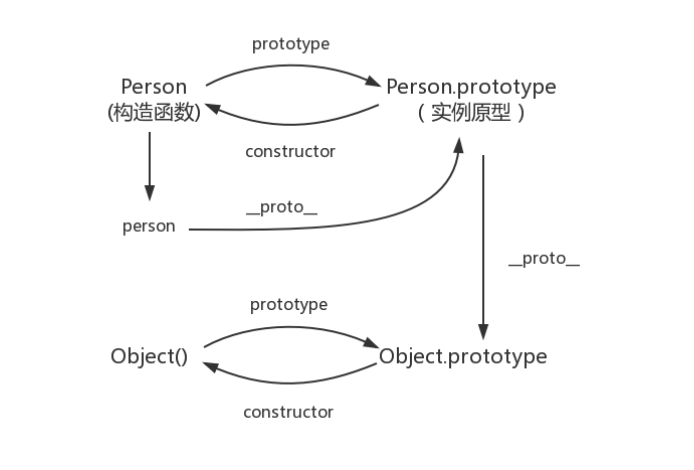 prototype
Person
(构造函数)
Person.prototype
( 实例原型 )
constructor
person
__proto__
__proto__
prototype
Object()
Object.prototype
constructor